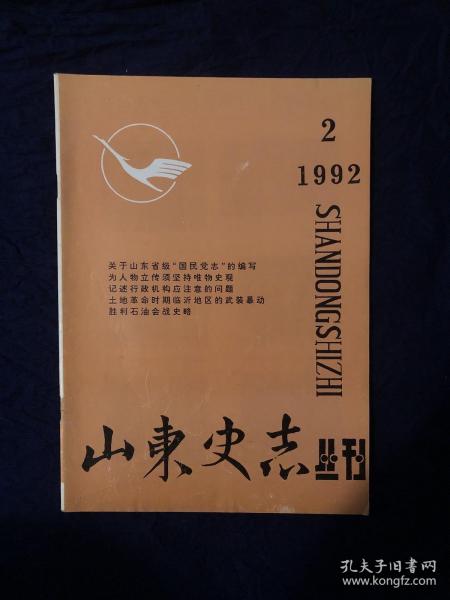 2
1992
SHANDONGSHIZHI
关于山东省级“国民党志”的编写
为人物立传须坚持唯物史观
记述行政机构应注意的问题
土地革命时期临沂地区的武装暴动
胜利石油会战史略
山東史志丛刊
孔夫子旧书网
www.kongfz.com